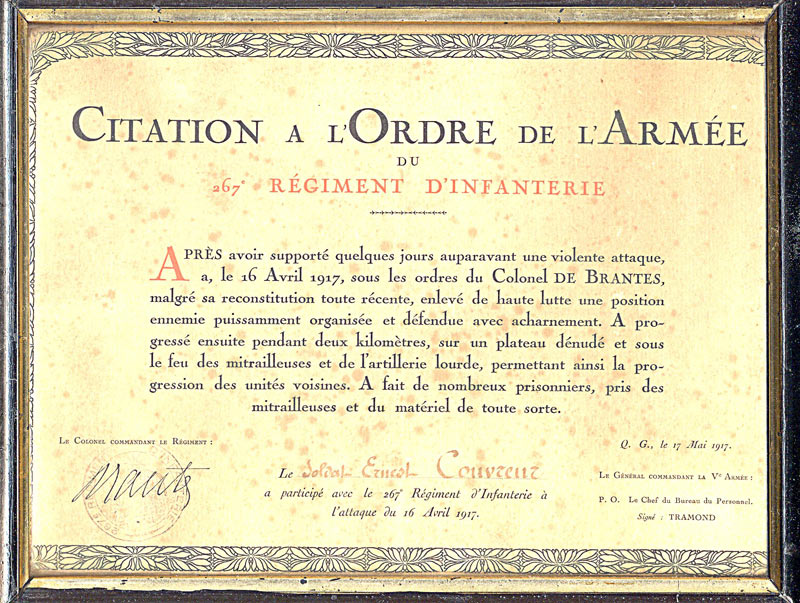 CITATION A L'ORDRE DE L'ARMÉE
DU
267e RÉGIMENT D'INFANTERIE
APRÈS avoir supporté quelques jours auparavant une violente attaque,
a, le 16 Avril 1917, sous les ordres du Colonel DE BRANTES,
malgré sa reconstitution toute récente, enlevé de haute lutte une position
ennemie puissamment organisée et défendue avec acharnement. A pro-
gressé ensuite pendant deux kilomètres, sur un plateau dénudé et sous
le feu des mitrailleuses et de l'artillerie lourde, permettant ainsi la pro-
gression des unités voisines. A fait de nombreux prisonniers, pris des
mitrailleuses et du matériel de toute sorte.
LE COLONEL COMMANDANT LE RÉGIMENT :
Brantes
Le Soldat Ernest Couvreur
a participé avec le 267e Régiment d'Infanterie à
l'attaque du 16 Avril 1917.
Q. G., le 17 Mai 1917.
LE GÉNÉRAL COMMANDANT LA Ve ARMÉE :
P. O. Le Chef du Bureau du Personnel.
Signé : TRAMOND